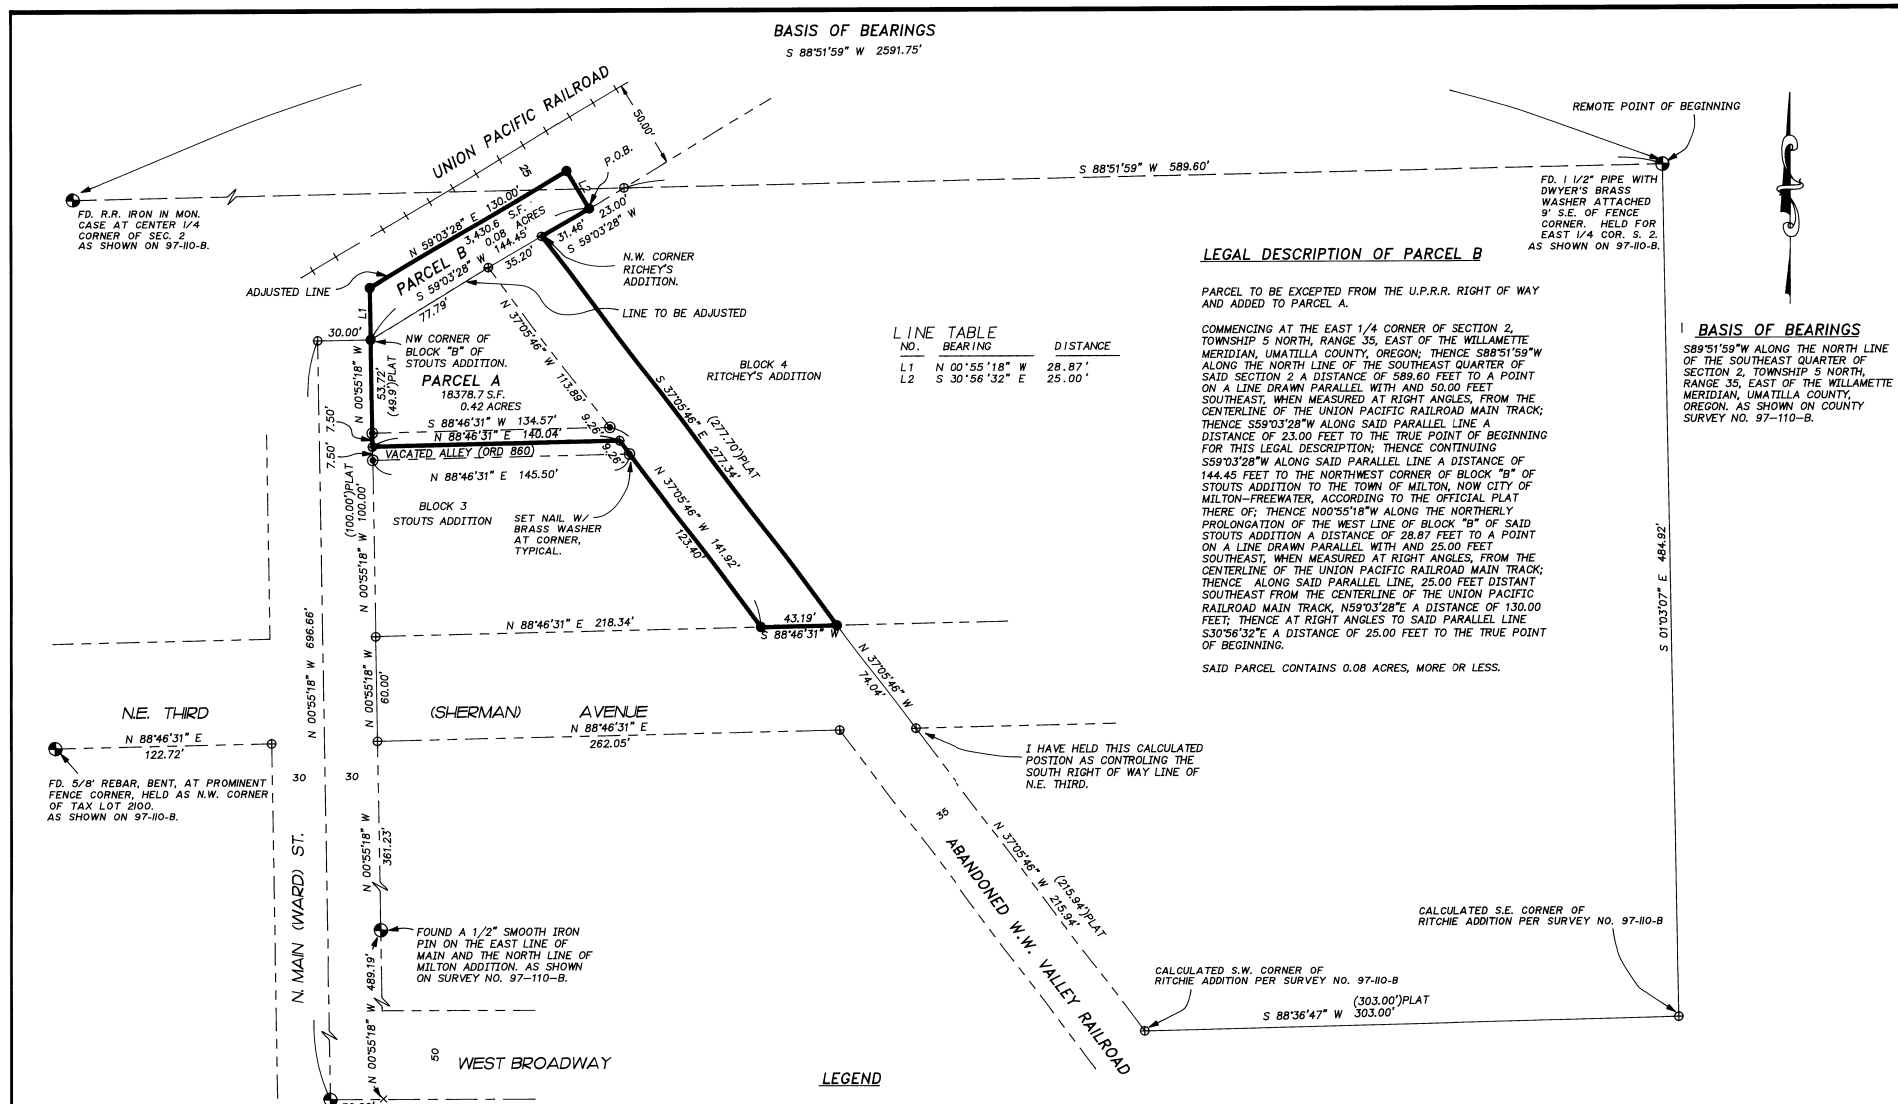 BASIS OF BEARINGS
S 88°51'59" W 2591.75'
UNION PACIFIC RAILROAD
50.00'
P.O.B.
25
REMOTE POINT OF BEGINNING
S 88°51'59" W 589.60'
FD. R.R. IRON IN MON.
CASE AT CENTER 1/4
CORNER OF SEC. 2
AS SHOWN ON 97-110-B.
FD. 1 1/2" PIPE WITH
DWYER'S BRASS
WASHER ATTACHED
9' S.E. OF FENCE
CORNER. HELD FOR
EAST 1/4 COR. S. 2.
AS SHOWN ON 97-110-B.
N 59°03'28" E 130.00'
L2
3,430.6 S.F.
0.08 ACRES
PARCEL B
144.45'
S 59°03'28" W
77.79'
35.20'
31.46'
23.00'
S 59°03'28" W
N.W. CORNER
RICHEY'S
ADDITION.
ADJUSTED LINE
L1
LINE TO BE ADJUSTED
30.00'
NW CORNER OF
BLOCK "B" OF
STOUTS ADDITION.
PARCEL A
18378.7 S.F.
0.42 ACRES
N 00°55'18" W
53.72'
(49.9')PLAT
7.50'
7.50'
N 37°05'46" W 113.89'
9.26'
9.26'
S 88°46'31" W 134.57'
N 88°46'31" E 140.04'
VACATED ALLEY (ORD 860)
N 88°46'31" E 145.50'
BLOCK 3
STOUTS ADDITION
SET NAIL W/
BRASS WASHER
AT CORNER,
TYPICAL.
(100.00')PLAT
N 00°55'18" W 100.00'
N 37°05'46" W 141.92'
123.40'
S 37°05'46" E 277.34'
(277.70')PLAT
BLOCK 4
RITCHEY'S ADDITION
LINE TABLE
NO. BEARING DISTANCE
L1 N 00°55'18" W 28.87'
L2 S 30°56'32" E 25.00'
LEGAL DESCRIPTION OF PARCEL B
PARCEL TO BE EXCEPTED FROM THE U.P.R.R. RIGHT OF WAY
AND ADDED TO PARCEL A.
COMMENCING AT THE EAST 1/4 CORNER OF SECTION 2,
TOWNSHIP 5 NORTH, RANGE 35, EAST OF THE WILLAMETTE
MERIDIAN, UMATILLA COUNTY, OREGON; THENCE S88°51'59"W
ALONG THE NORTH LINE OF THE SOUTHEAST QUARTER OF
SAID SECTION 2 A DISTANCE OF 589.60 FEET TO A POINT
ON A LINE DRAWN PARALLEL WITH AND 50.00 FEET
SOUTHEAST, WHEN MEASURED AT RIGHT ANGLES, FROM THE
CENTERLINE OF THE UNION PACIFIC RAILROAD MAIN TRACK;
THENCE S59°03'28"W ALONG SAID PARALLEL LINE A
DISTANCE OF 23.00 FEET TO THE TRUE POINT OF BEGINNING
FOR THIS LEGAL DESCRIPTION; THENCE CONTINUING
S59°03'28"W ALONG SAID PARALLEL LINE A DISTANCE OF
144.45 FEET TO THE NORTHWEST CORNER OF BLOCK "B" OF
STOUTS ADDITION TO THE TOWN OF MILTON, NOW CITY OF
MILTON-FREEWATER, ACCORDING TO THE OFFICIAL PLAT
THERE OF; THENCE N00°55'18"W ALONG THE NORTHERLY
PROLONGATION OF THE WEST LINE OF BLOCK "B" OF SAID
STOUTS ADDITION A DISTANCE OF 28.87 FEET TO A POINT
ON A LINE DRAWN PARALLEL WITH AND 25.00 FEET
SOUTHEAST, WHEN MEASURED AT RIGHT ANGLES, FROM THE
CENTERLINE OF THE UNION PACIFIC RAILROAD MAIN TRACK;
THENCE ALONG SAID PARALLEL LINE, 25.00 FEET DISTANT
SOUTHEAST FROM THE CENTERLINE OF THE UNION PACIFIC
RAILROAD MAIN TRACK, N59°03'28"E A DISTANCE OF 130.00
FEET; THENCE AT RIGHT ANGLES TO SAID PARALLEL LINE
S30°56'32"E A DISTANCE OF 25.00 FEET TO THE TRUE POINT
OF BEGINNING.
SAID PARCEL CONTAINS 0.08 ACRES, MORE OR LESS.
BASIS OF BEARINGS
S89°51'59"W ALONG THE NORTH LINE
OF THE SOUTHEAST QUARTER OF
SECTION 2, TOWNSHIP 5 NORTH,
RANGE 35, EAST OF THE WILLAMETTE
MERIDIAN, UMATILLA COUNTY,
OREGON. AS SHOWN ON COUNTY
SURVEY NO. 97-110-B.
S 01°03'07" E 484.92'
43.19'
S 88°46'31" W
N 88°46'31" E 218.34'
N 00°55'18" W 696.66'
N 00°55'18" W
60.00'
N 37°05'46" W
74.04'
N.E. THIRD
(SHERMAN) AVENUE
N 88°46'31" E
122.72'
N 88°46'31" E
262.05'
I HAVE HELD THIS CALCULATED
POSTION AS CONTROLING THE
SOUTH RIGHT OF WAY LINE OF
N.E. THIRD.
FD. 5/8' REBAR, BENT, AT PROMINENT
FENCE CORNER, HELD AS N.W. CORNER
OF TAX LOT 2100.
AS SHOWN ON 97-110-B.
30
30
N. MAIN (WARD) ST.
N 00°55'18" W
361.23'
35
ABANDONED W.W. VALLEY RAILROAD
N 37°05'46" W 215.94'
(215.94')PLAT
FOUND A 1/2" SMOOTH IRON
PIN ON THE EAST LINE OF
MAIN AND THE NORTH LINE OF
MILTON ADDITION. AS SHOWN
ON SURVEY NO. 97-110-B.
N 00°55'18" W 489.19'
CALCULATED S.E. CORNER OF
RITCHIE ADDITION PER SURVEY NO. 97-110-B
CALCULATED S.W. CORNER OF
RITCHIE ADDITION PER SURVEY NO. 97-110-B
(303.00')PLAT
S 88°36'47" W 303.00'
50
WEST BROADWAY
LEGEND